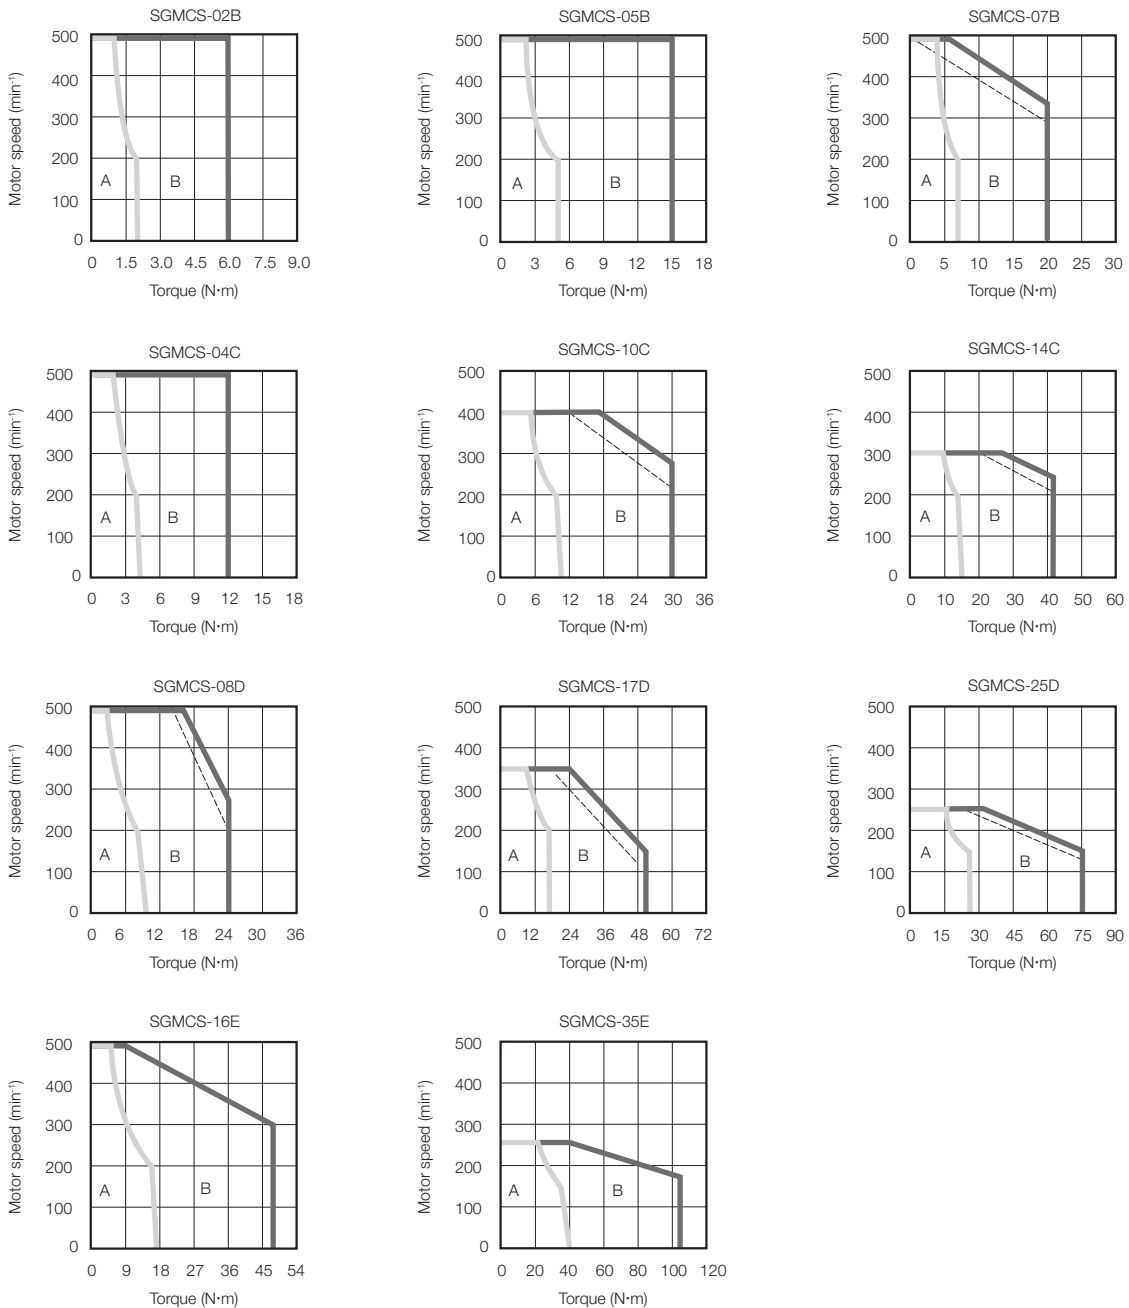 SGMCS-02B
Motor speed (min⁻¹)
500
400
300
200
100
0
A
B
0 1.5 3.0 4.5 6.0 7.5 9.0
Torque (N·m)
SGMCS-05B
Motor speed (min⁻¹)
500
400
300
200
100
0
A
B
0 3 6 9 12 15 18
Torque (N·m)
SGMCS-07B
Motor speed (min⁻¹)
500
400
300
200
100
0
A
B
0 5 10 15 20 25 30
Torque (N·m)
SGMCS-04C
Motor speed (min⁻¹)
500
400
300
200
100
0
A
B
0 3 6 9 12 15 18
Torque (N·m)
SGMCS-10C
Motor speed (min⁻¹)
500
400
300
200
100
0
A
B
0 6 12 18 24 30 36
Torque (N·m)
SGMCS-14C
Motor speed (min⁻¹)
500
400
300
200
100
0
A
B
0 10 20 30 40 50 60
Torque (N·m)
SGMCS-08D
Motor speed (min⁻¹)
500
400
300
200
100
0
A
B
0 6 12 18 24 30 36
Torque (N·m)
SGMCS-17D
Motor speed (min⁻¹)
500
400
300
200
100
0
A
B
0 12 24 36 48 60 72
Torque (N·m)
SGMCS-25D
Motor speed (min⁻¹)
500
400
300
200
100
0
A
B
0 15 30 45 60 75 90
Torque (N·m)
SGMCS-16E
Motor speed (min⁻¹)
500
400
300
200
100
0
A
B
0 9 18 27 36 45 54
Torque (N·m)
SGMCS-35E
Motor speed (min⁻¹)
500
400
300
200
100
0
A
B
0 20 40 60 80 100 120
Torque (N·m)